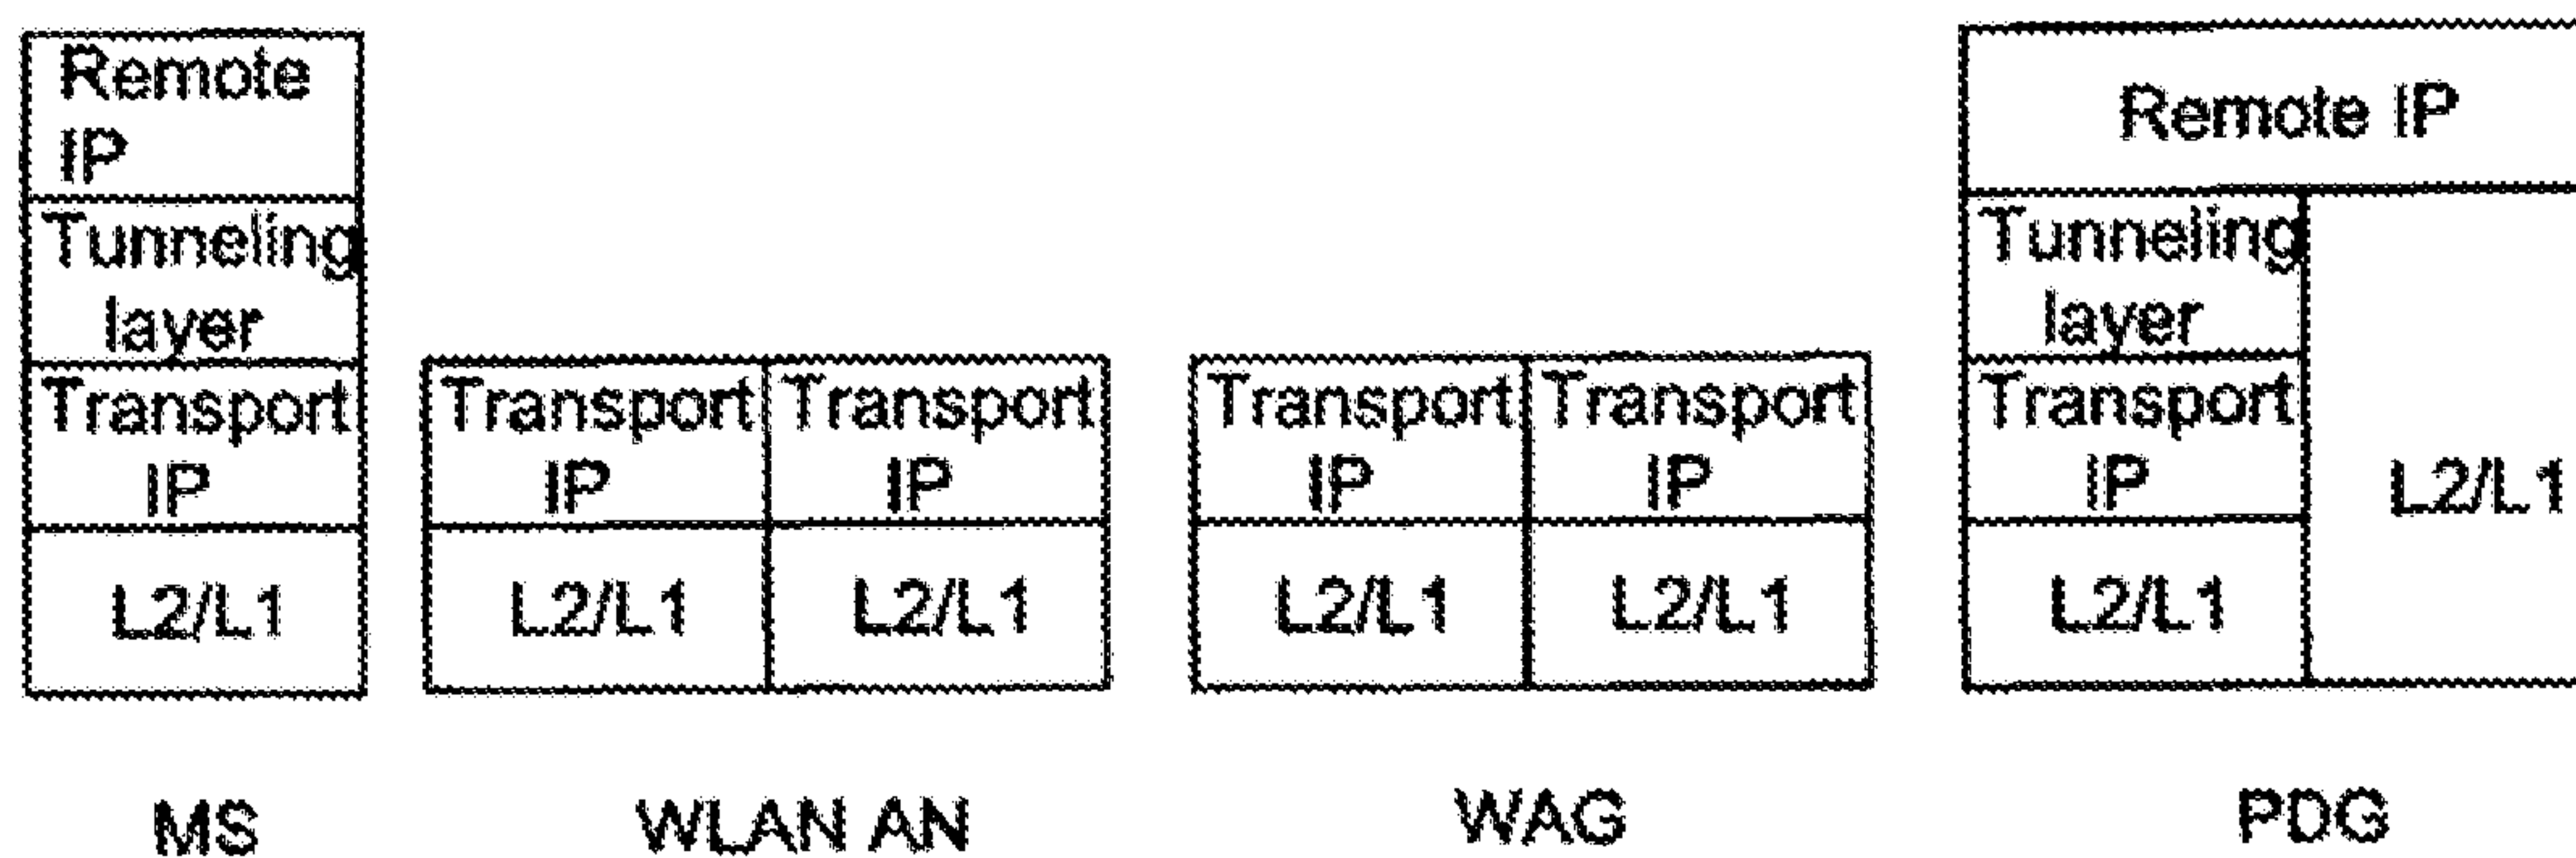 Remote
IP
Tunneling
layer
Transport
IP
L2/L1
MS
Transport
IP
Transport
IP
L2/L1
L2/L1
WLAN AN
Transport
IP
Transport
IP
L2/L1
L2/L1
WAG
Remote IP
Tunneling
layer
Transport
IP
L2/L1
L2/L1
PDG